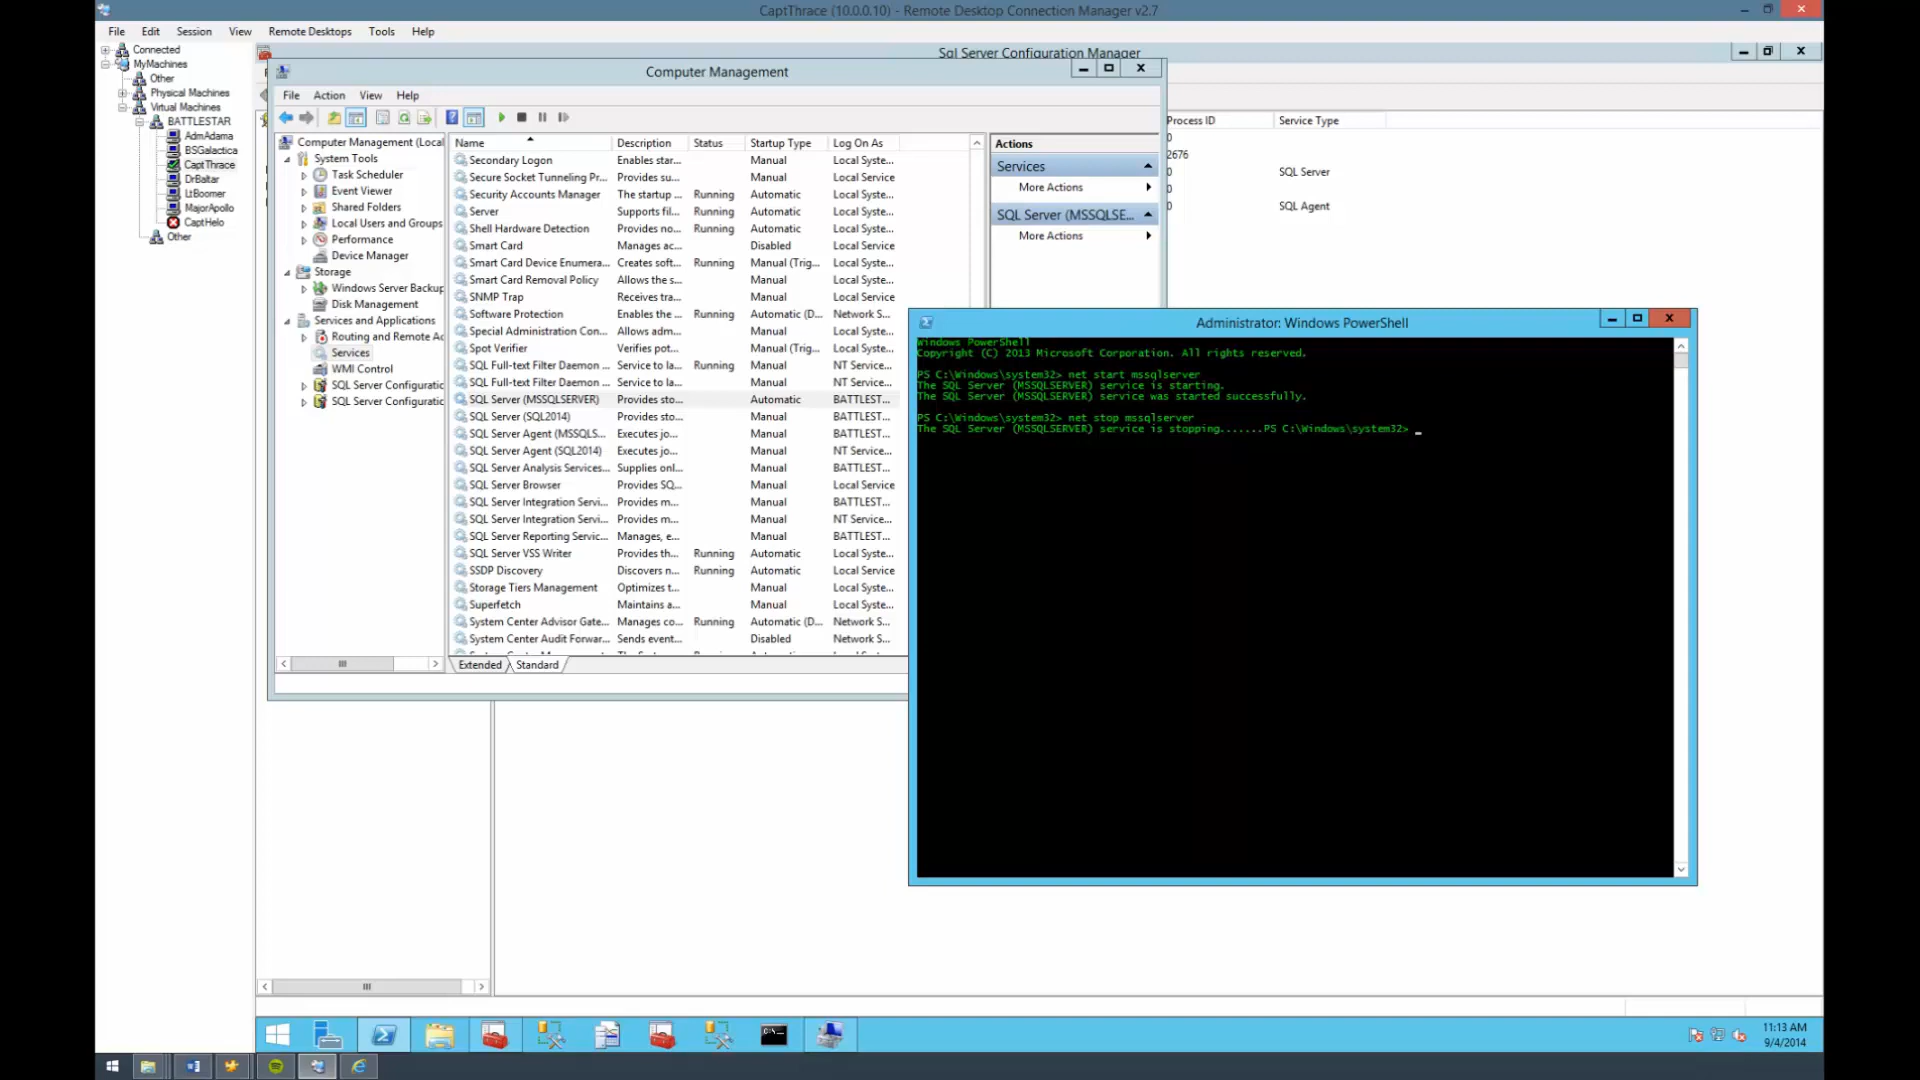 CaptThrace (10.0.0.10) - Remote Desktop Connection Manager v2.7
File Edit Session View Remote Desktops Tools Help
Connected
MyMachines
Other
Physical Machines
Virtual Machines
BATTLESTAR
AdmAdama
BSGalactica
CaptThrace
DrBaltar
LtBoomer
MajorApollo
CaptHelo
Other
Sql Server Configuration Manager
Process ID Service Type
0
2676
0 SQL Server
0
0 SQL Agent
Computer Management
File Action View Help
Computer Management (Local
System Tools
Task Scheduler
Event Viewer
Shared Folders
Local Users and Groups
Performance
Device Manager
Storage
Windows Server Backup
Disk Management
Services and Applications
Routing and Remote Ac
Services
WMI Control
SQL Server Configuratic
SQL Server Configuratic
Name Description Status Startup Type Log On As
Secondary Logon Enables star... Manual Local Syste...
Secure Socket Tunneling Pr... Provides su... Manual Local Service
Security Accounts Manager The startup ... Running Automatic Local Syste...
Server Supports fil... Running Automatic Local Syste...
Shell Hardware Detection Provides no... Running Automatic Local Syste...
Smart Card Manages ac... Disabled Local Service
Smart Card Device Enumera... Creates soft... Running Manual (Trig... Local Syste...
Smart Card Removal Policy Allows the s... Manual Local Syste...
SNMP Trap Receives tra... Manual Local Service
Software Protection Enables the ... Running Automatic (D... Network S...
Special Administration Con... Allows adm... Manual Local Syste...
Spot Verifier Verifies pot... Manual (Trig... Local Syste...
SQL Full-text Filter Daemon ... Service to la... Manual NT Service...
SQL Full-text Filter Daemon ... Service to la... Manual NT Service...
SQL Server (MSSQLSERVER) Provides sto... Automatic BATTLEST...
SQL Server (SQL2014) Provides sto... Manual BATTLEST...
SQL Server Agent (MSSQLS... Executes jo... Manual BATTLEST...
SQL Server Agent (SQL2014) Executes jo... Manual NT Service...
SQL Server Analysis Services... Supplies onl... Manual BATTLEST...
SQL Server Browser Provides SQ... Manual Local Service
SQL Server Integration Servi... Provides m... Manual BATTLEST...
SQL Server Integration Servi... Provides m... Manual NT Service...
SQL Server Reporting Servic... Manages, e... Manual BATTLEST...
SQL Server VSS Writer Provides th... Running Automatic Local Syste...
SSDP Discovery Discovers n... Running Automatic Local Service
Storage Tiers Management Optimizes t... Manual Local Syste...
Superfetch Maintains a... Manual Local Syste...
System Center Advisor Gate... Manages co... Running Automatic (D... Network S...
System Center Audit Forwar... Sends event... Disabled Network S...
Extended Standard
Actions
Services
More Actions
SQL Server (MSSQLSE...
More Actions
Administrator: Windows PowerShell
Windows PowerShell
Copyright (C) 2013 Microsoft Corporation. All rights reserved.
PS C:\Windows\system32> net start mssqlserver
The SQL Server (MSSQLSERVER) service is starting.
The SQL Server (MSSQLSERVER) service was started successfully.
PS C:\Windows\system32> net stop mssqlserver
The SQL Server (MSSQLSERVER) service is stopping.......PS C:\Windows\system32> _
11:13 AM
9/4/2014